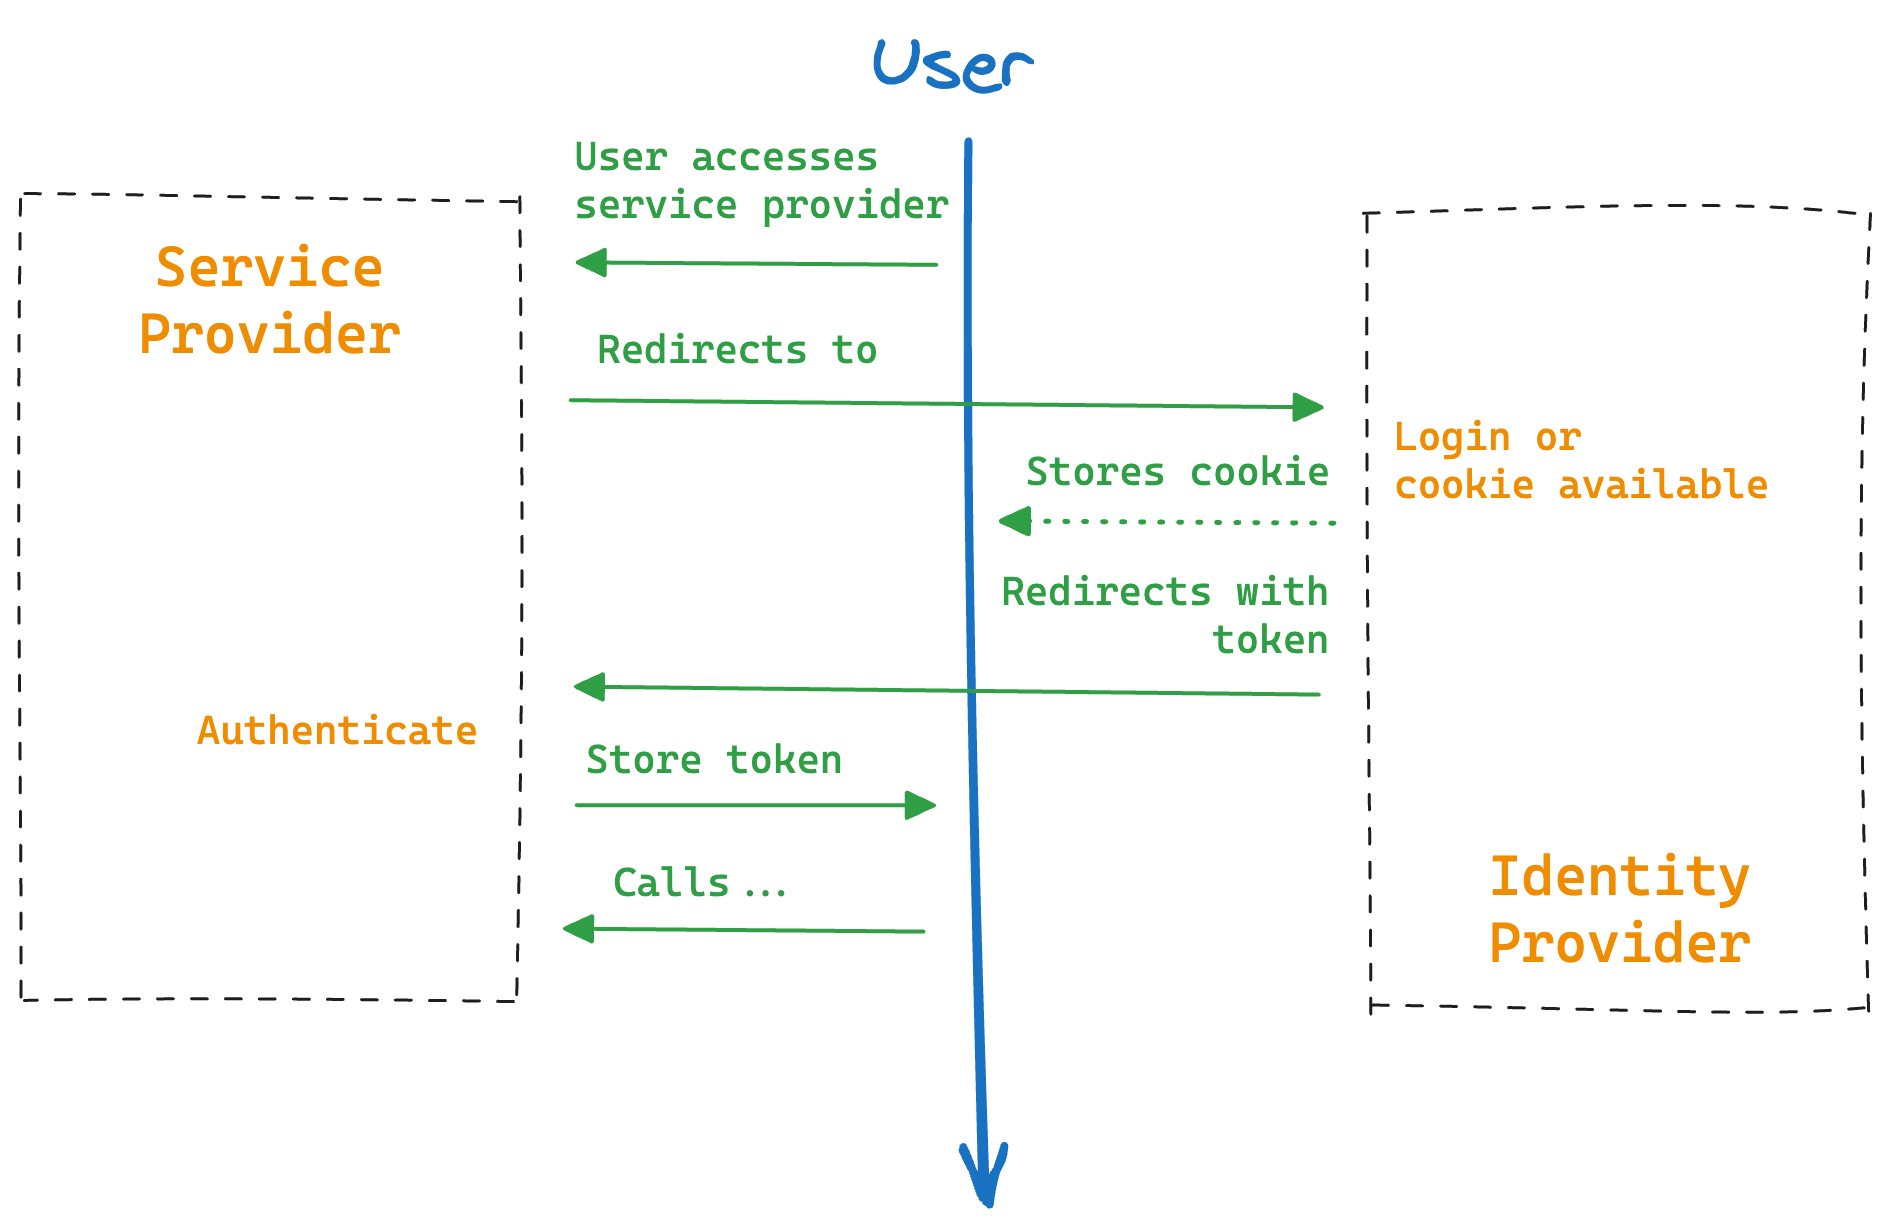 User
User accesses
service provider
Service
Provider
Redirects to
Login or
cookie available
Stores cookie
Redirects with
token
Authenticate
Store token
Calls ...
Identity
Provider